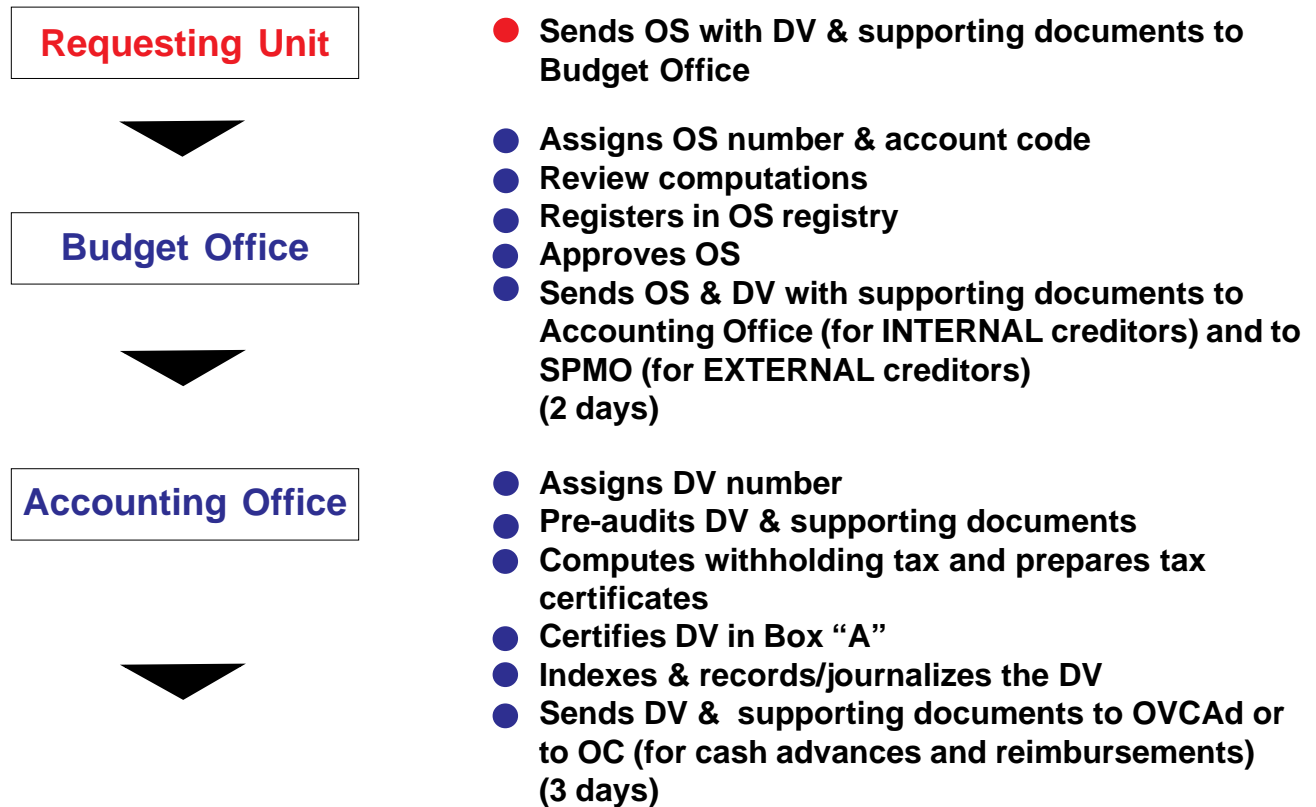 Requesting Unit
Sends OS with DV & supporting documents to
Budget Office
Budget Office
Assigns OS number & account code
Review computations
Registers in OS registry
Approves OS
Sends OS & DV with supporting documents to
Accounting Office (for INTERNAL creditors) and to
SPMO (for EXTERNAL creditors)
(2 days)
Accounting Office
Assigns DV number
Pre-audits DV & supporting documents
Computes withholding tax and prepares tax
certificates
Certifies DV in Box “A”
Indexes & records/journalizes the DV
Sends DV & supporting documents to OVCAd or
to OC (for cash advances and reimbursements)
(3 days)